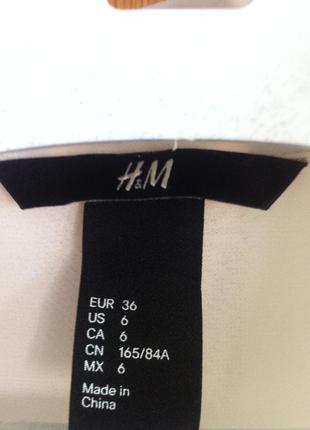 H&M
EUR 36
US 6
CA 6
CN 165/84A
MX 6
Made in
China